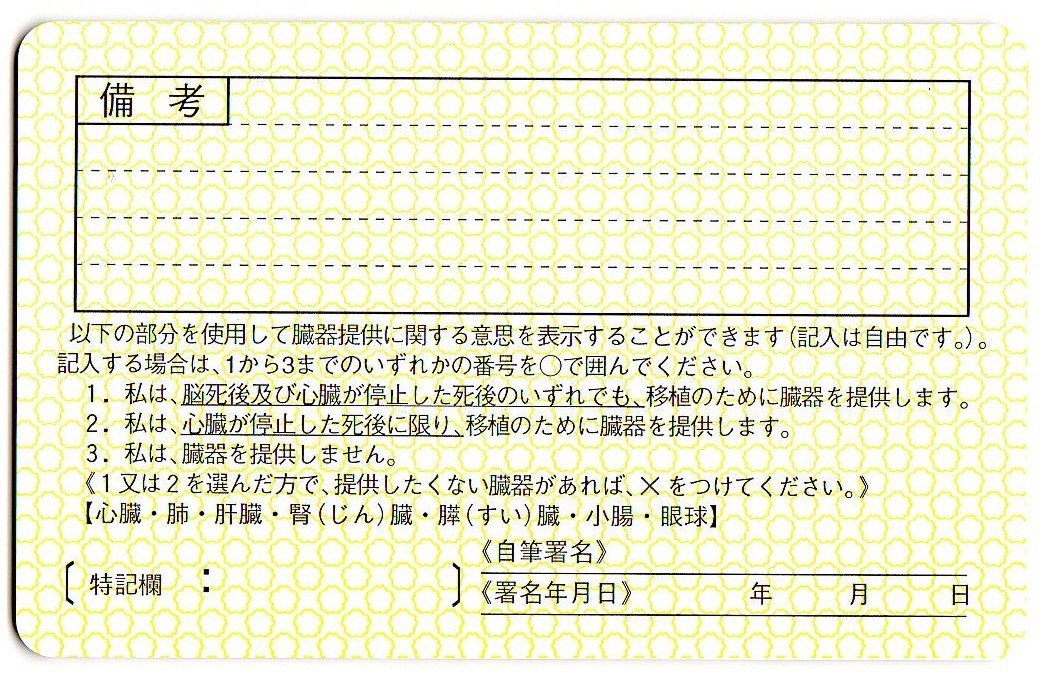 備 考
以下の部分を使用して臓器提供に関する意思を表示することができます(記入は自由です。)。
記入する場合は、1から3までのいずれかの番号を○で囲んでください。
1. 私は、脳死後及び心臓が停止した死後のいずれでも、移植のために臓器を提供します。
2. 私は、心臓が停止した死後に限り、移植のために臓器を提供します。
3. 私は、臓器を提供しません。
《1又は2を選んだ方で、提供したくない臓器があれば、×をつけてください。》
【心臓・肺・肝臓・腎(じん)臓・膵(すい)臓・小腸・眼球】
〔特記欄 : 〕
《自筆署名》
《署名年月日》 年 月 日